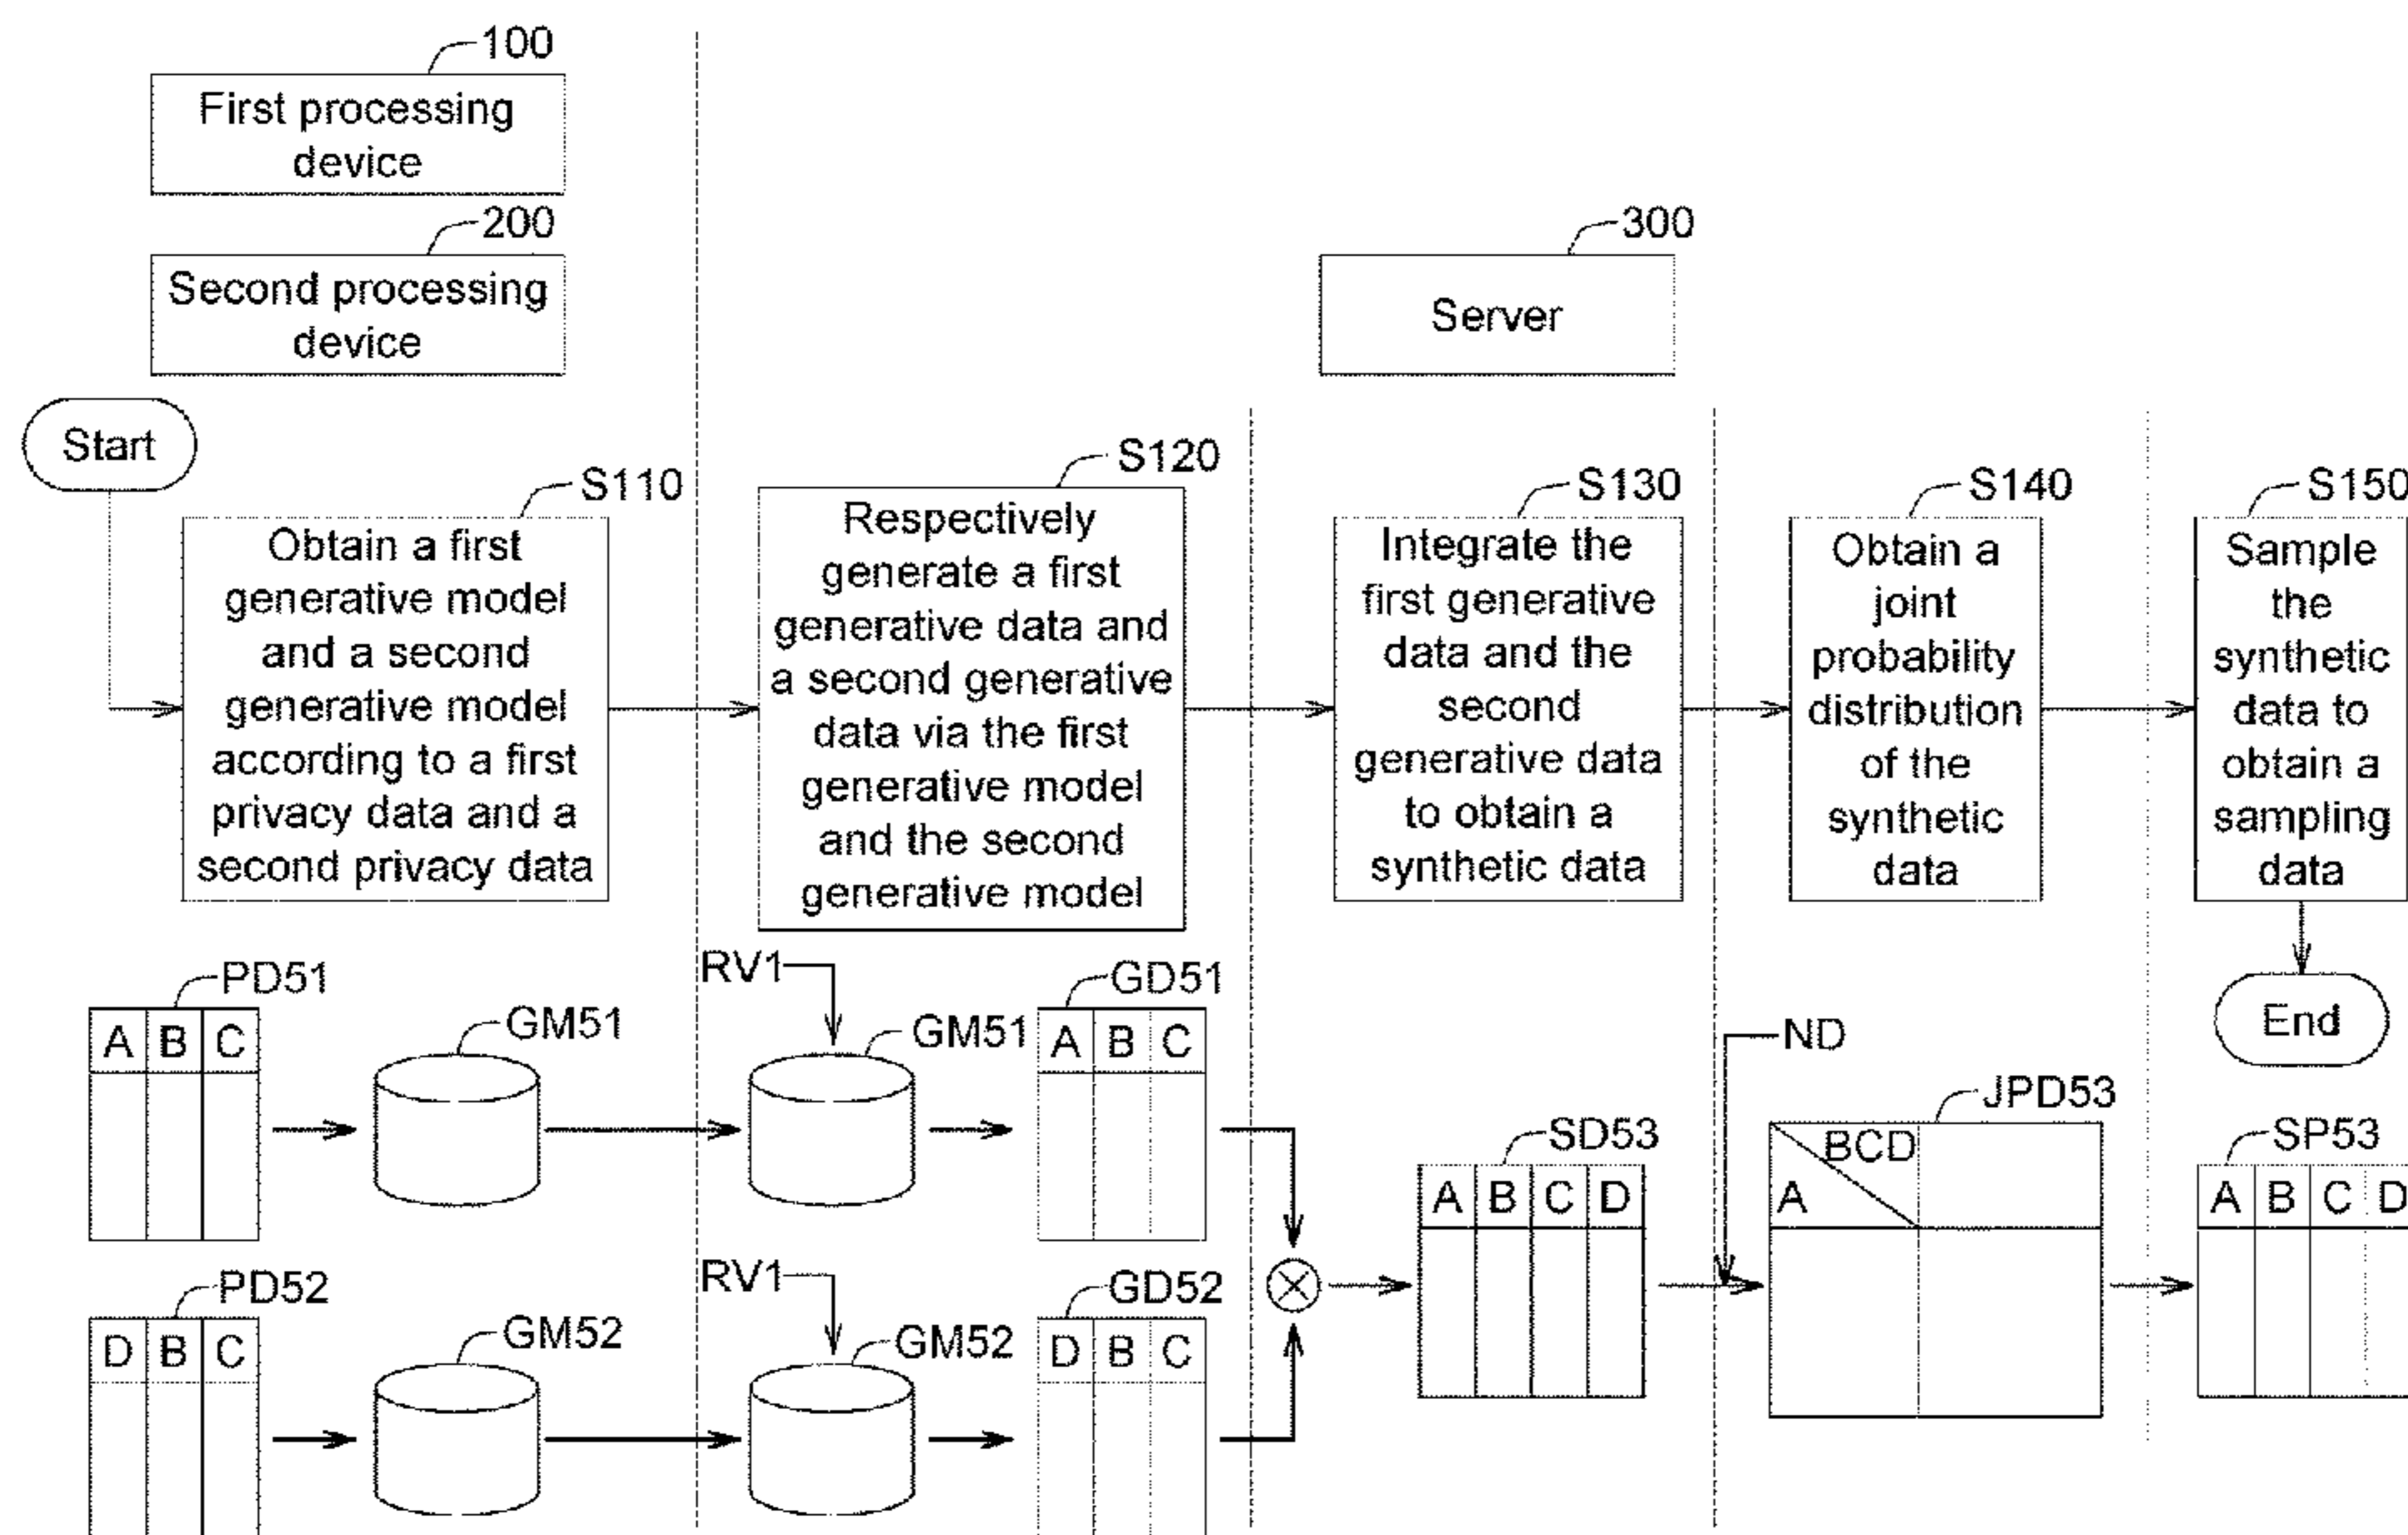 100
First processing
device
200
Second processing
device
300
Server
Start
S110
Obtain a first
generative model
and a second
generative model
according to a first
privacy data and a
second privacy data
S120
Respectively
generate a first
generative data and
a second generative
data via the first
generative model
and the second
generative model
S130
Integrate the
first generative
data and the
second
generative data
to obtain a
synthetic data
S140
Obtain a
joint
probability
distribution
of the
synthetic
data
S150
Sample
the
synthetic
data to
obtain a
sampling
data
End
PD51
A B C
GM51
RV1
GM51
GD51
A B C
PD52
D B C
GM52
RV1
GM52
GD52
D B C
SD53
A B C D
ND
JPD53
BCD
A
SP53
A B C D